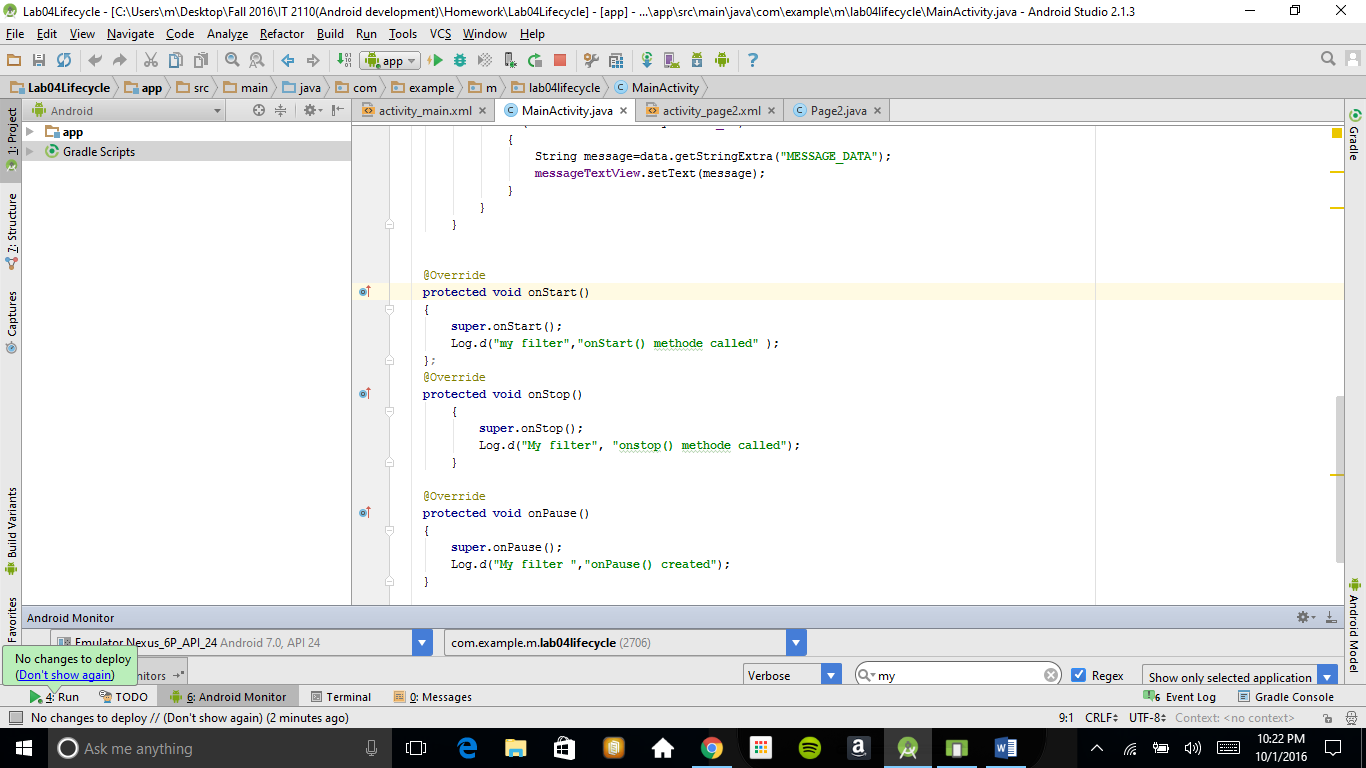 Lab04Lifecycle - [C:\Users\m\Desktop\Fall 2016\IT 2110(Android development)\Homework\Lab04Lifecycle] - [app] - ...\app\src\main\java\com\example\m\lab04lifecycle\MainActivity.java - Android Studio 2.1.3
File Edit View Navigate Code Analyze Refactor Build Run Tools VCS Window Help
app
Lab04Lifecycle app src main java com example m lab04lifecycle MainActivity
1: Project
7: Structure
Captures
Build Variants
Favorites
Android
app
Gradle Scripts
activity_main.xml MainActivity.java activity_page2.xml Page2.java
{
String message=data.getStringExtra("MESSAGE_DATA");
messageTextView.setText(message);
}
}
}
@Override
protected void onStart()
{
super.onStart();
Log.d("my filter","onStart() methode called" );
};
@Override
protected void onStop()
{
super.onStop();
Log.d("My filter", "onstop() methode called");
}
@Override
protected void onPause()
{
super.onPause();
Log.d("My filter ","onPause() created");
}
Gradle
Android Model
Android Monitor
Emulator Nexus_6P_API_24 Android 7.0, API 24 com.example.m.lab04lifecycle (2706)
No changes to deploy
(Don't show again)
nitors Verbose my Regex Show only selected application
4: Run TODO 6: Android Monitor Terminal 0: Messages 6 Event Log Gradle Console
No changes to deploy // (Don't show again) (2 minutes ago) 9:1 CRLF UTF-8 Context: <no context>
Ask me anything
10:22 PM
10/1/2016